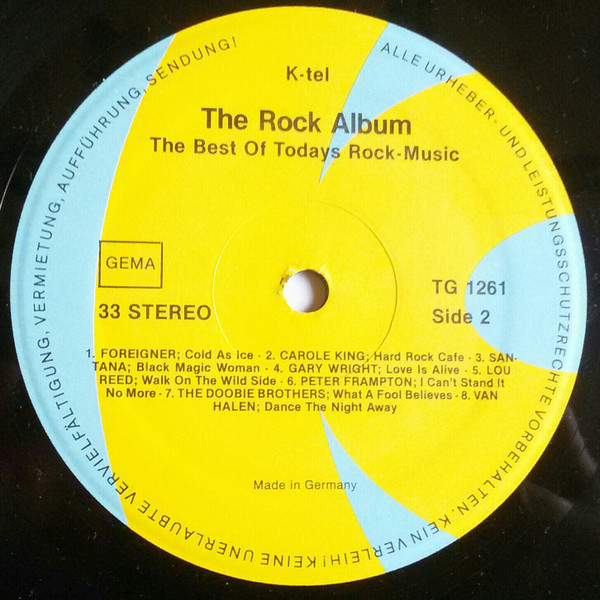 K-tel
The Rock Album
The Best Of Todays Rock-Music
GEMA
33 STEREO
TG 1261
Side 2
1. FOREIGNER; Cold As Ice · 2. CAROLE KING; Hard Rock Cafe · 3. SAN-
TANA; Black Magic Woman · 4. GARY WRIGHT; Love Is Alive · 5. LOU
REED; Walk On The Wild Side · 6. PETER FRAMPTON; I Can't Stand It
No More · 7. THE DOOBIE BROTHERS; What A Fool Believes · 8. VAN
HALEN; Dance The Night Away
Made in Germany
ALLE URHEBER- UND LEISTUNGSSCHUTZRECHTE VORBEHALTEN. KEIN VERLEIH! KEINE UNERLAUBTE VERVIELFÄLTIGUNG, VERMIETUNG, AUFFÜHRUNG, SENDUNG!